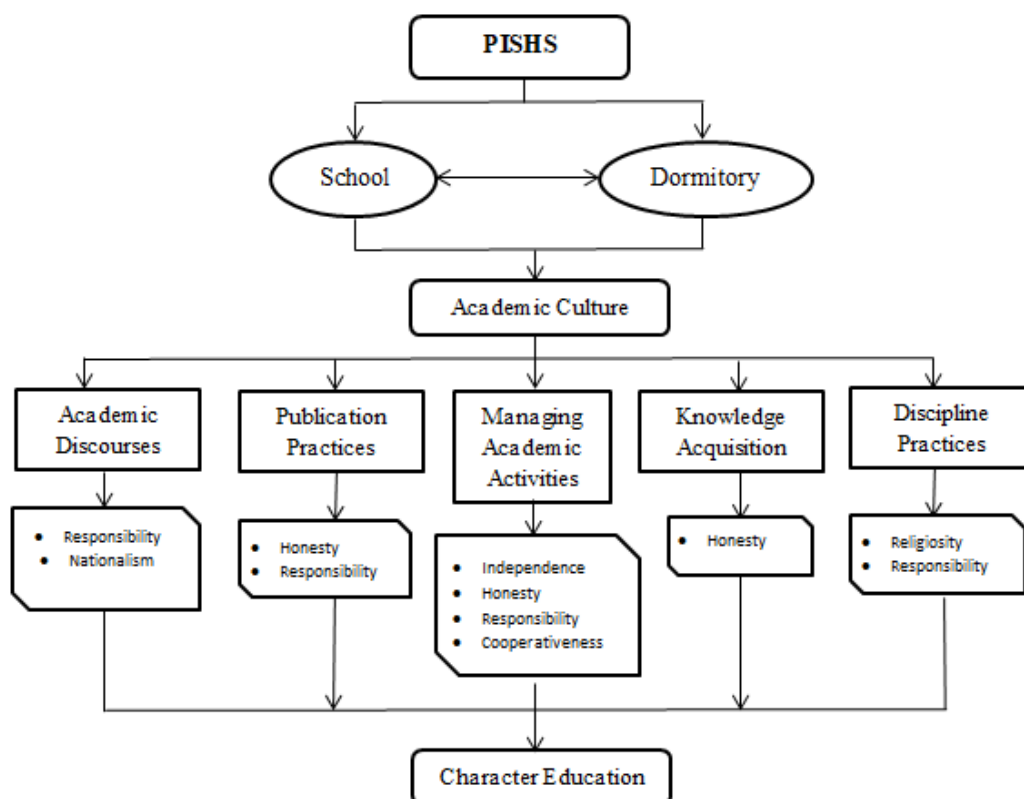 PISHS
School
Dormitory
Academic Culture
Academic
Discourses
Publication
Practices
Managing
Academic
Activities
Knowledge
Acquisition
Discipline
Practices
• Responsibility
• Nationalism
• Honesty
• Responsibility
• Independence
• Honesty
• Responsibility
• Cooperativeness
• Honesty
• Religiosity
• Responsibility
Character Education